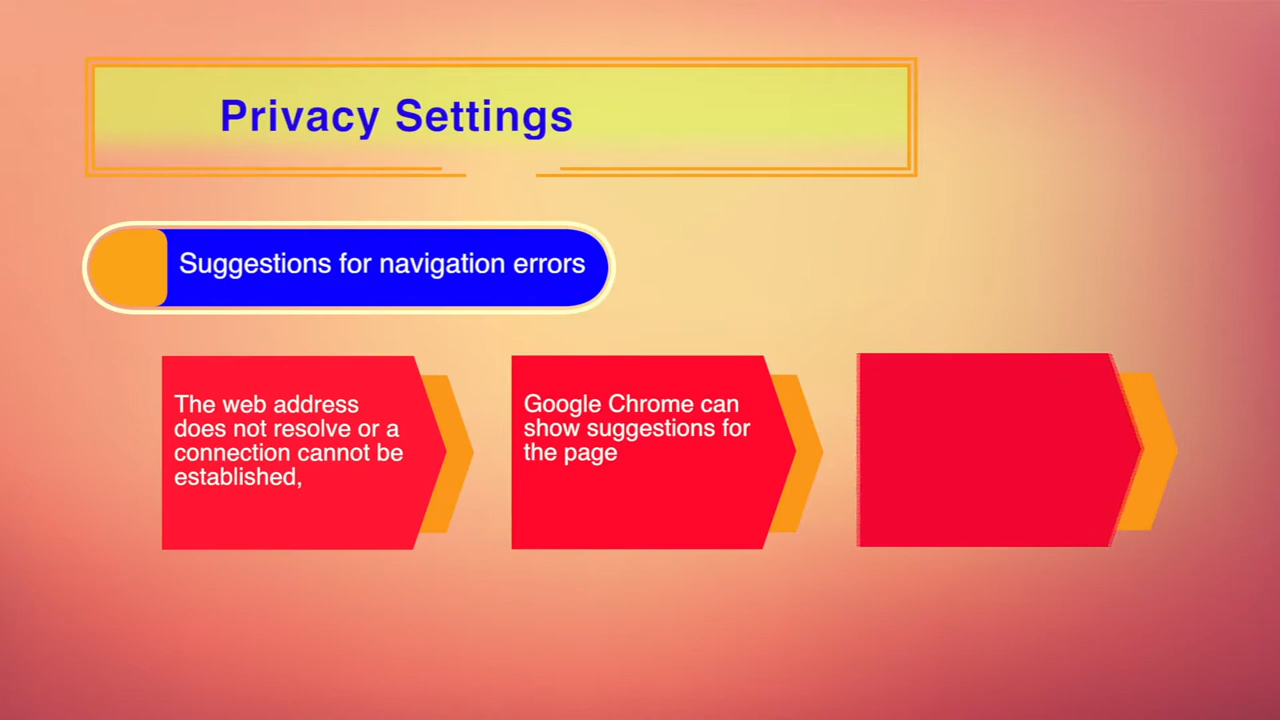 Privacy Settings
Suggestions for navigation errors
The web address
does not resolve or a
connection cannot be
established,
Google Chrome can
show suggestions for
the page